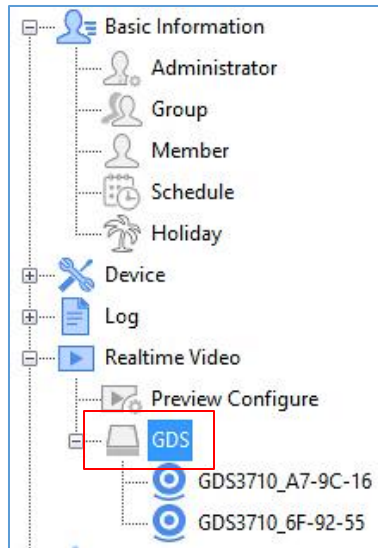 Basic Information
Administrator
Group
Member
Schedule
Holiday
Device
Log
Realtime Video
Preview Configure
GDS
GDS3710_A7-9C-16
GDS3710_6F-92-55